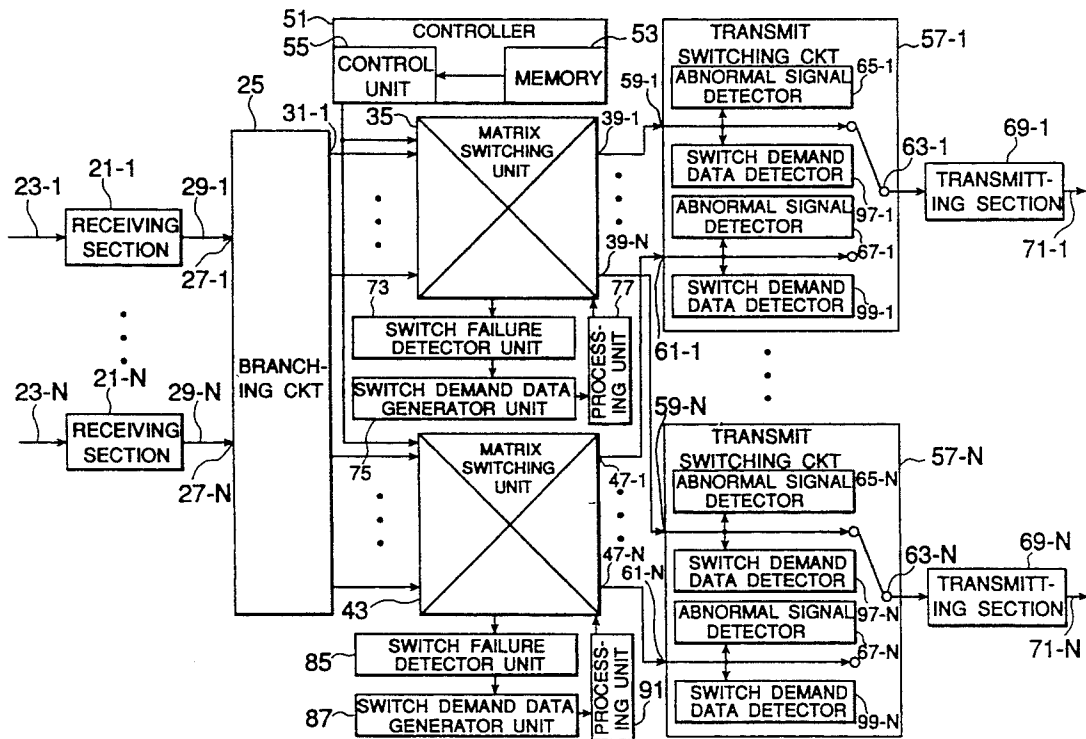 51
CONTROLLER
55
53
CONTROL
UNIT
MEMORY
TRANSMIT
SWITCHING CKT
57-1
59-1
ABNORMAL SIGNAL
DETECTOR
65-1
25
31-1
35
MATRIX
SWITCHING
UNIT
39-1
SWITCH DEMAND
DATA DETECTOR
97-1
63-1
69-1
TRANSMITT-
ING SECTION
71-1
23-1
21-1
RECEIVING
SECTION
29-1
27-1
ABNORMAL SIGNAL
DETECTOR
67-1
39-N
SWITCH DEMAND
DATA DETECTOR
99-1
61-1
73
77
SWITCH FAILURE
DETECTOR UNIT
PROCESS-
ING UNIT
SWITCH DEMAND DATA
GENERATOR UNIT
75
BRANCH-
ING CKT
23-N
21-N
RECEIVING
SECTION
29-N
27-N
MATRIX
SWITCHING
UNIT
43
47-1
47-N
59-N
TRANSMIT
SWITCHING CKT
57-N
ABNORMAL SIGNAL
DETECTOR
65-N
SWITCH DEMAND
DATA DETECTOR
97-N
63-N
69-N
TRANSMITT-
ING SECTION
71-N
61-N
ABNORMAL SIGNAL
DETECTOR
67-N
SWITCH DEMAND
DATA DETECTOR
99-N
85
SWITCH FAILURE
DETECTOR UNIT
87
SWITCH DEMAND DATA
GENERATOR UNIT
PROCESS-
ING UNIT
91